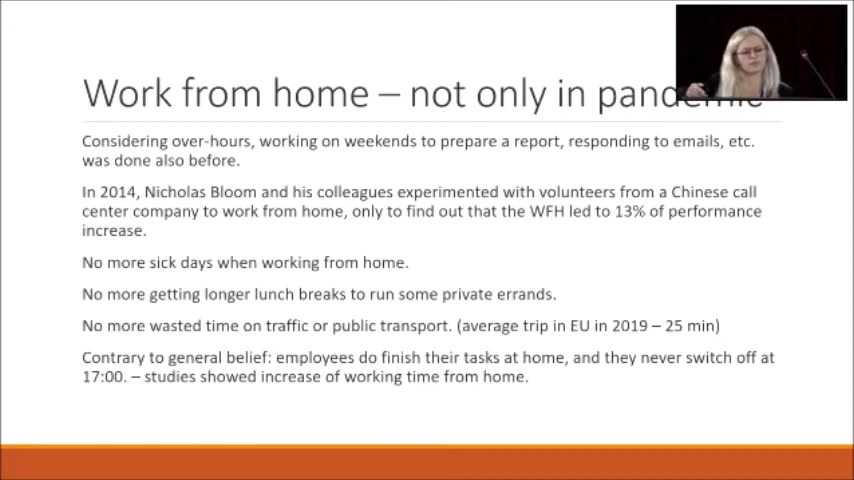 Work from home – not only in pandemic
Considering over-hours, working on weekends to prepare a report, responding to emails, etc.
was done also before.
In 2014, Nicholas Bloom and his colleagues experimented with volunteers from a Chinese call
center company to work from home, only to find out that the WFH led to 13% of performance
increase.
No more sick days when working from home.
No more getting longer lunch breaks to run some private errands.
No more wasted time on traffic or public transport. (average trip in EU in 2019 – 25 min)
Contrary to general belief: employees do finish their tasks at home, and they never switch off at
17:00. – studies showed increase of working time from home.